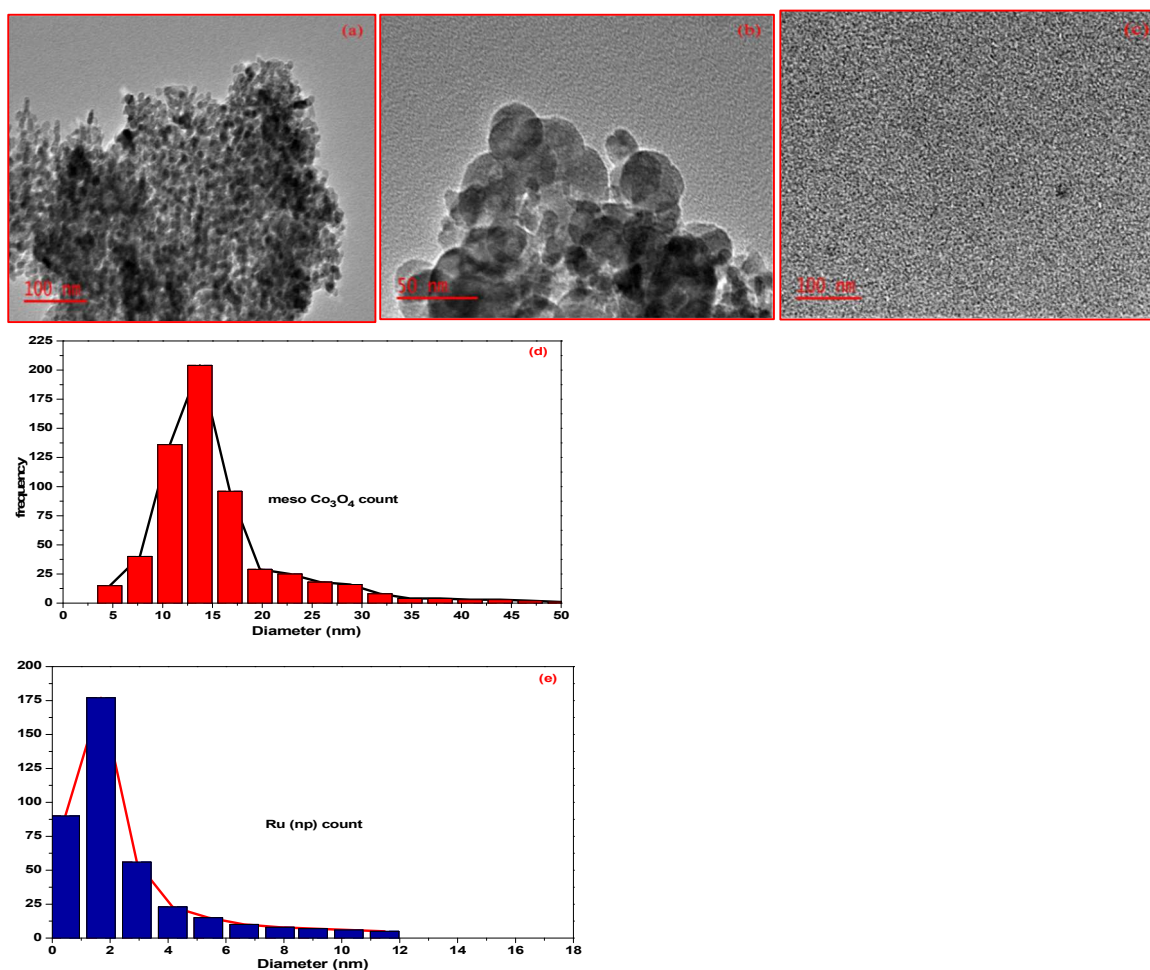 (a)
100 nm
(b)
50 nm
(c)
100 nm
(d)
225
200
175
150
125
100
75
50
25
0
frequency
meso Co₃O₄ count
0 5 10 15 20 25 30 35 40 45 50
Diameter (nm)
(e)
200
175
150
125
100
75
50
25
0
Ru (np) count
0 2 4 6 8 10 12 14 16 18
Diameter (nm)